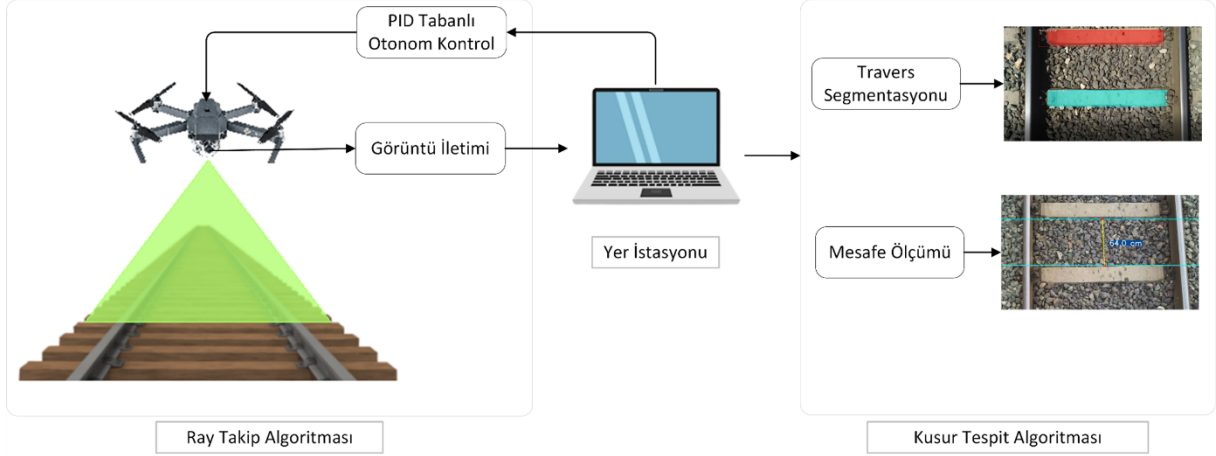 PID Tabanlı
Otonom Kontrol
Görüntü İletimi
Yer İstasyonu
Ray Takip Algoritması
Travers
Segmentasyonu
Mesafe Ölçümü
64,0 cm
Kusur Tespit Algoritması